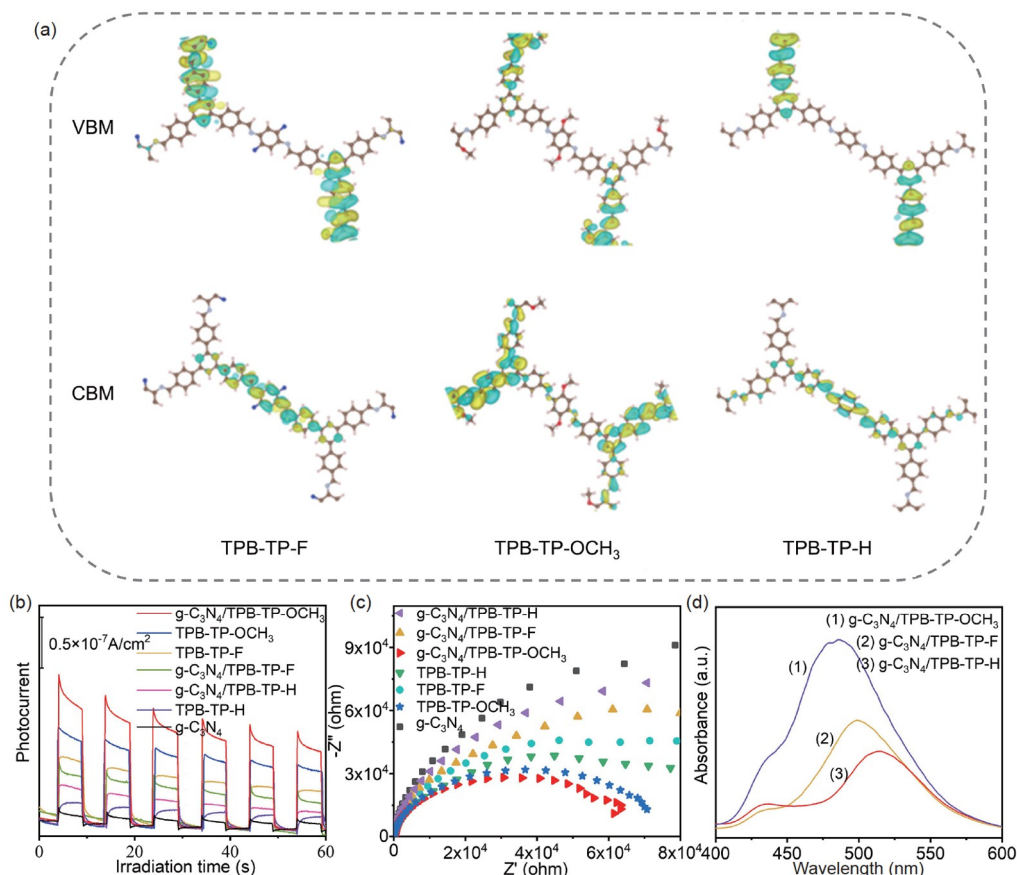 (a)
VBM
CBM
TPB-TP-F
TPB-TP-OCH₃
TPB-TP-H
(b)
g-C₃N₄/TPB-TP-OCH₃
TPB-TP-OCH₃
TPB-TP-F
g-C₃N₄/TPB-TP-F
g-C₃N₄/TPB-TP-H
TPB-TP-H
g-C₃N₄
0.5×10⁻⁷A/cm²
Photocurrent
0 20 40 60
Irradiation time (s)
(c)
g-C₃N₄/TPB-TP-H
g-C₃N₄/TPB-TP-F
g-C₃N₄/TPB-TP-OCH₃
TPB-TP-H
TPB-TP-F
TPB-TP-OCH₃
g-C₃N₄
-Z'' (ohm)
9x10⁴
6x10⁴
3x10⁴
0
0 2x10⁴ 4x10⁴ 6x10⁴ 8x10⁴
Z' (ohm)
(d)
(1) g-C₃N₄/TPB-TP-OCH₃
(2) g-C₃N₄/TPB-TP-F
(3) g-C₃N₄/TPB-TP-H
(1)
(2)
(3)
Absorbance (a.u.)
400 450 500 550 600
Wavelength (nm)